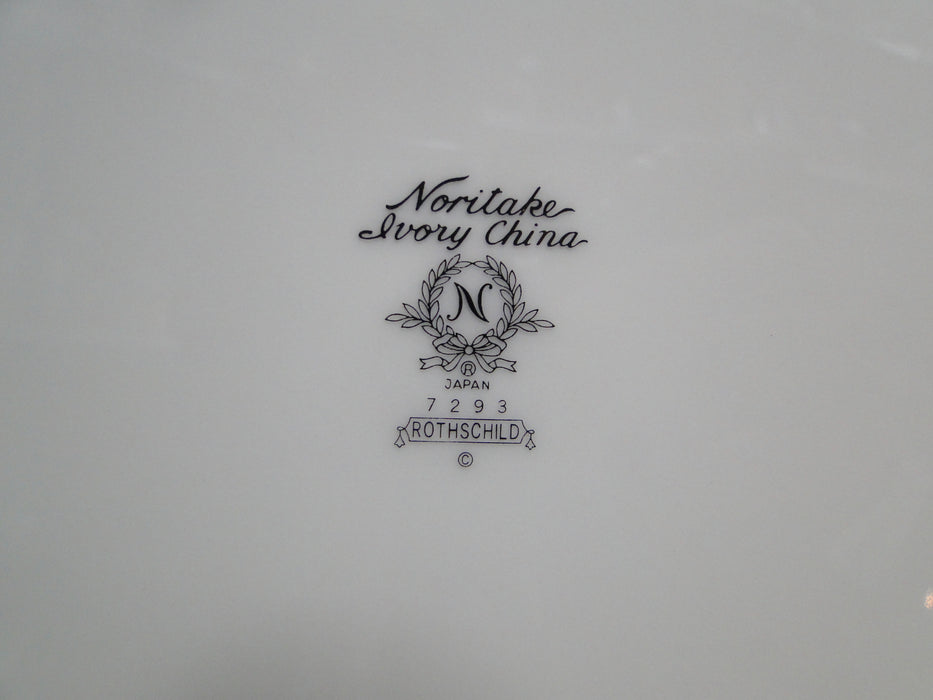 Noritake
Ivory China
N
®
JAPAN
7293
ROTHSCHILD
©